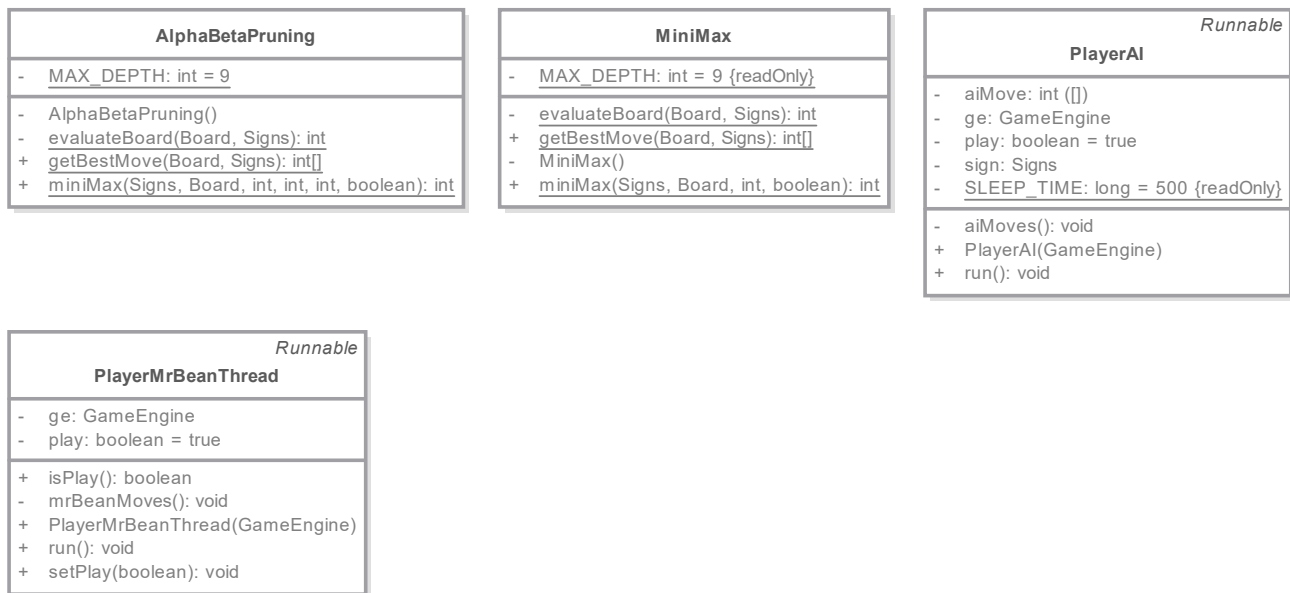 AlphaBetaPruning
- MAX_DEPTH: int = 9
- AlphaBetaPruning()
- evaluateBoard(Board, Signs): int
+ getBestMove(Board, Signs): int[]
+ miniMax(Signs, Board, int, int, int, boolean): int
MiniMax
- MAX_DEPTH: int = 9 {readOnly}
- evaluateBoard(Board, Signs): int
+ getBestMove(Board, Signs): int[]
- MiniMax()
+ miniMax(Signs, Board, int, boolean): int
Runnable
PlayerAI
- aiMove: int ([])
- ge: GameEngine
- play: boolean = true
- sign: Signs
- SLEEP_TIME: long = 500 {readOnly}
- aiMoves(): void
+ PlayerAI(GameEngine)
+ run(): void
Runnable
PlayerMrBeanThread
- ge: GameEngine
- play: boolean = true
+ isPlay(): boolean
- mrBeanMoves(): void
+ PlayerMrBeanThread(GameEngine)
+ run(): void
+ setPlay(boolean): void